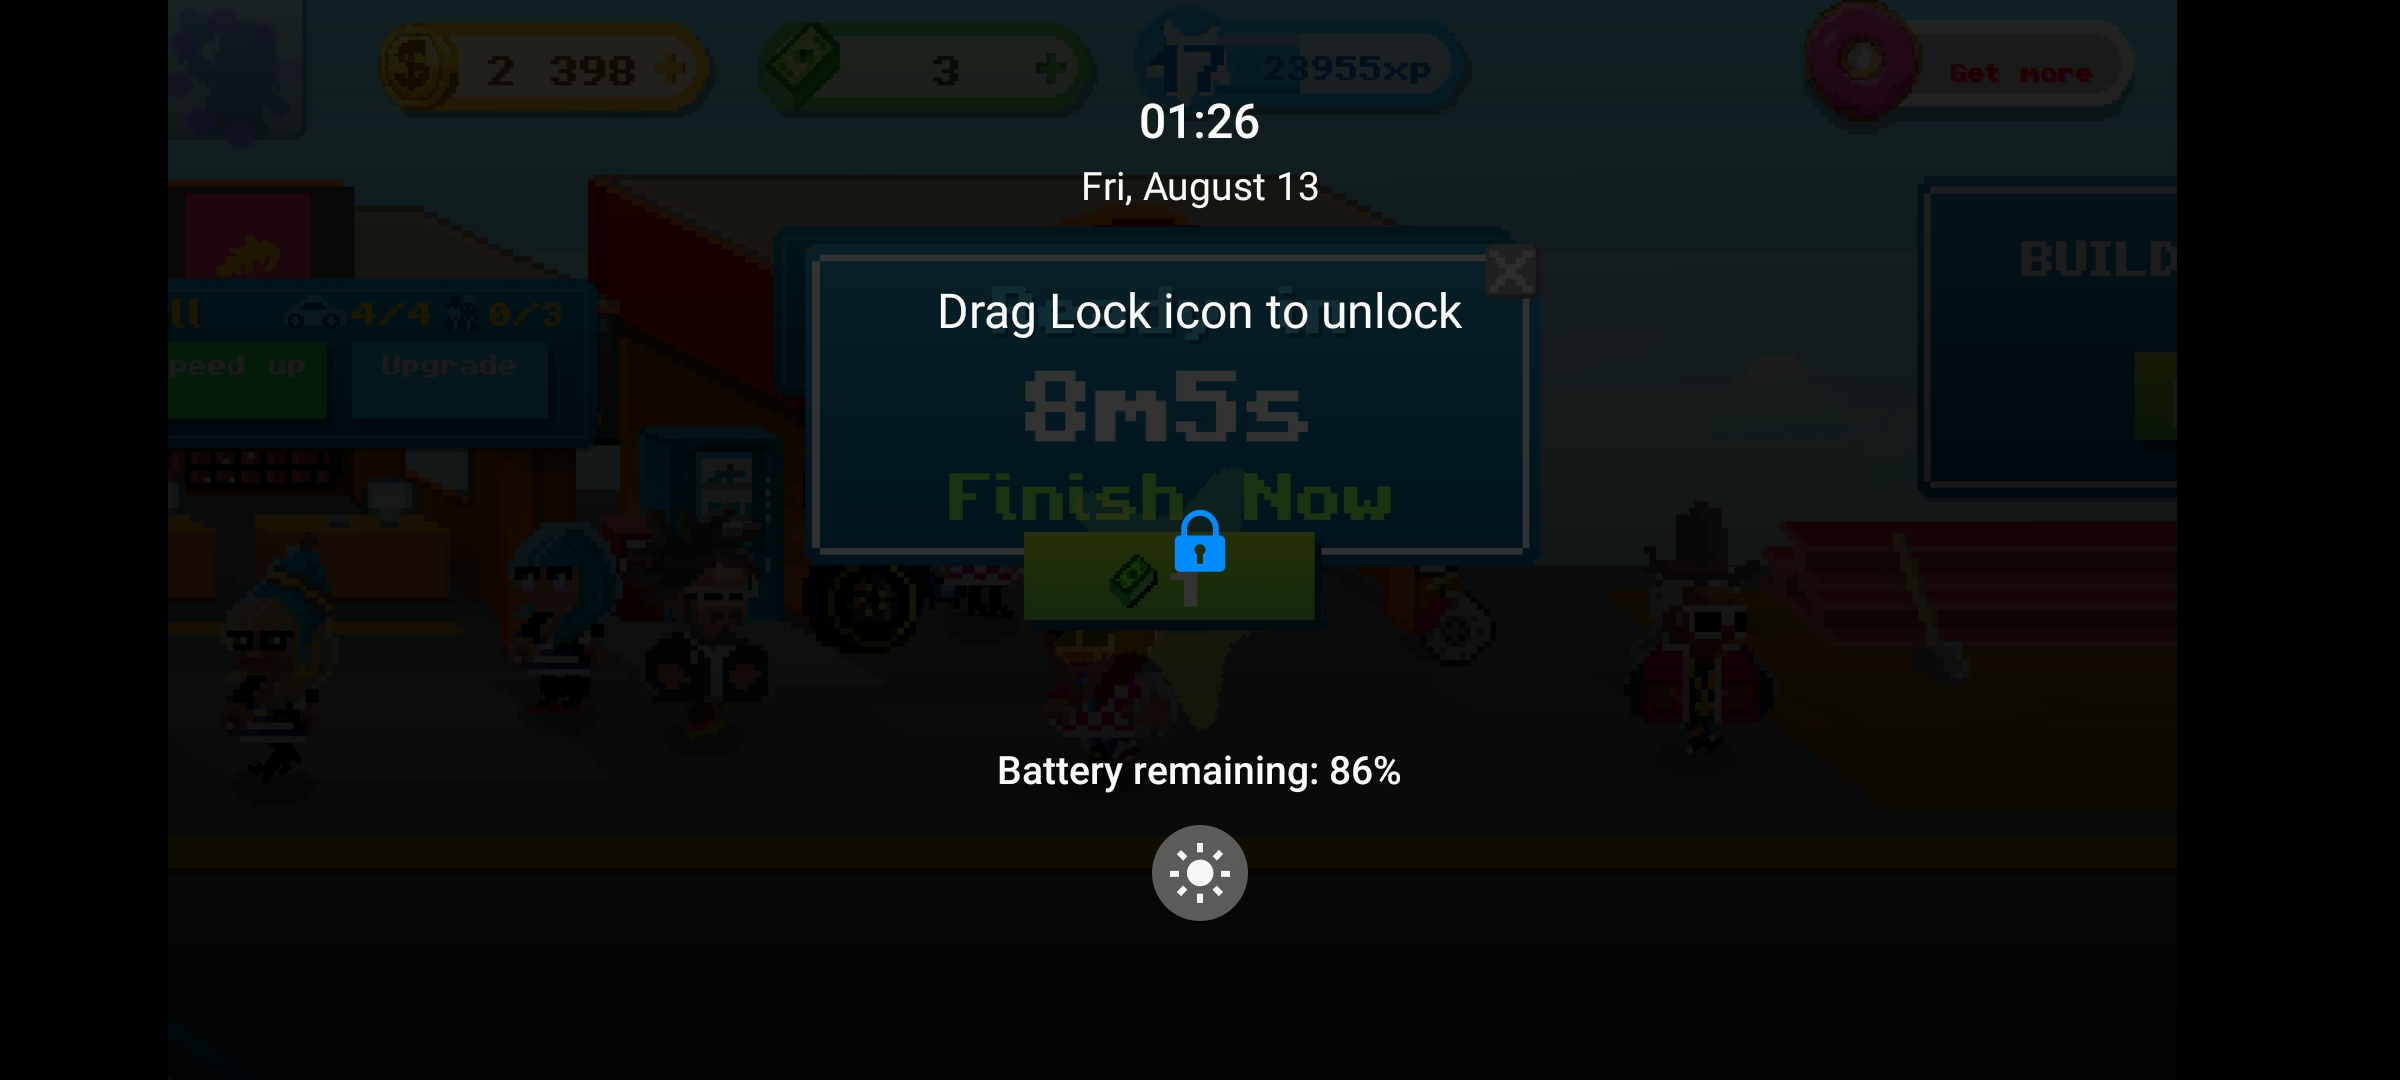 2 398
3
17
23955xp
Get more
01:26
Fri, August 13
BUILD
Drag Lock icon to unlock
ll 4/4 0/3
peed up
Upgrade
8m5s
Finish Now
1
Battery remaining: 86%